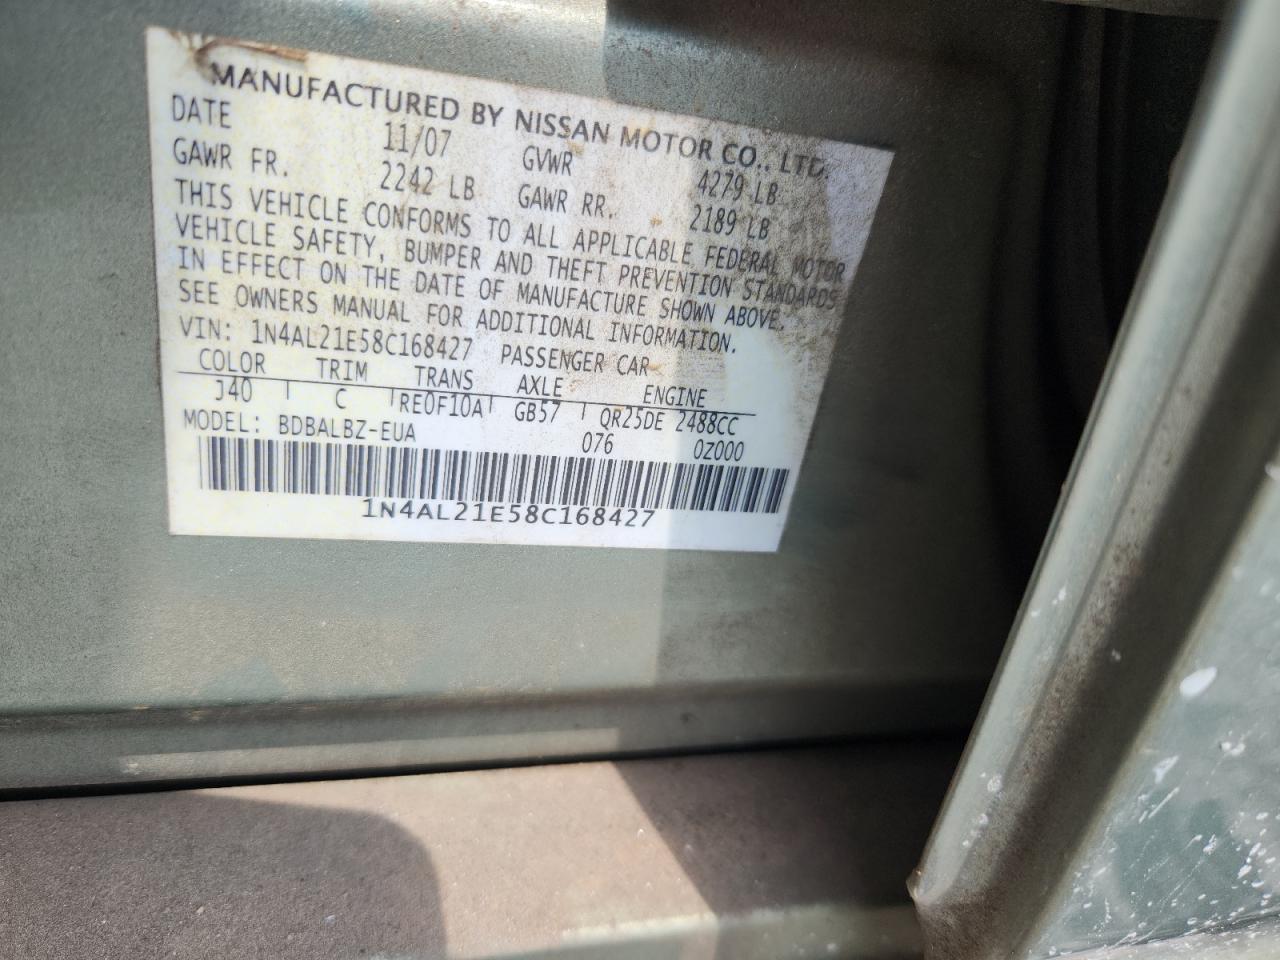 MANUFACTURED BY NISSAN MOTOR CO., LTD.
DATE 11/07 GVWR 4279 LB
GAWR FR. 2242 LB GAWR RR. 2189 LB
THIS VEHICLE CONFORMS TO ALL APPLICABLE FEDERAL MOTOR
VEHICLE SAFETY, BUMPER AND THEFT PREVENTION STANDARDS
IN EFFECT ON THE DATE OF MANUFACTURE SHOWN ABOVE.
SEE OWNERS MANUAL FOR ADDITIONAL INFORMATION.
VIN: 1N4AL21E58C168427 PASSENGER CAR
COLOR TRIM TRANS AXLE ENGINE
J40 C RE0F10A GB57 QR25DE 2488CC
MODEL: BDBALBZ-EUA 076 0Z000
1N4AL21E58C168427